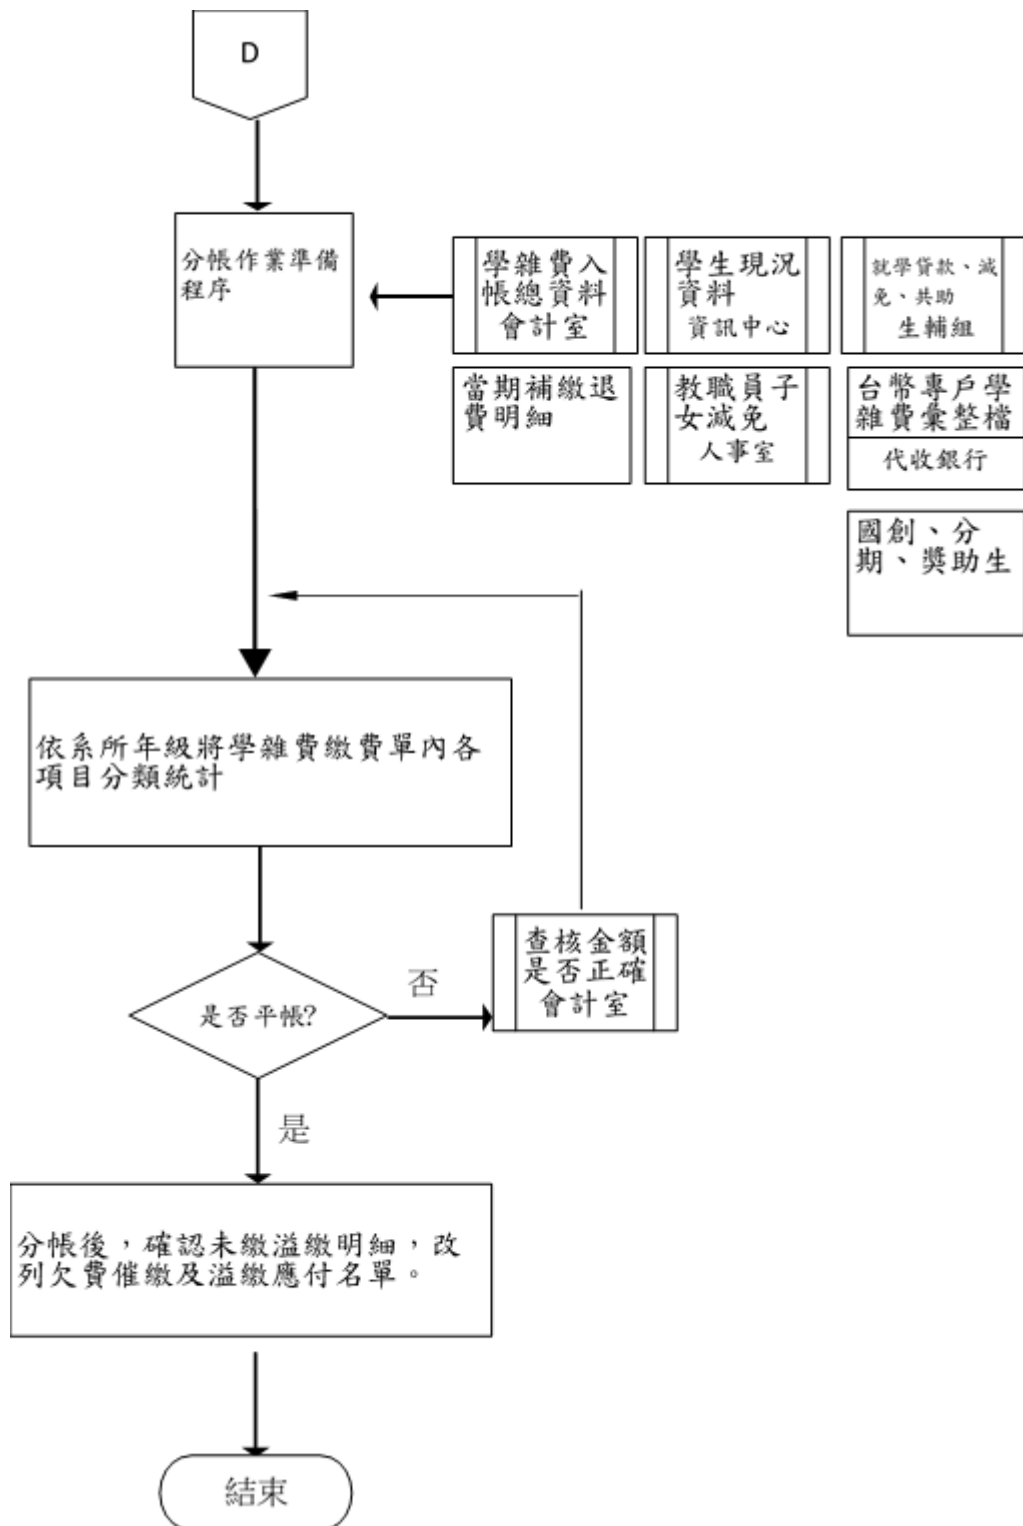 D
分帳作業準備
程序
學雜費入
帳總資料
會計室
學生現況
資料
資訊中心
就學貸款、減
免、共助
生輔組
當期補繳退
費明細
教職員子
女減免
人事室
台幣專戶學
雜費彙整檔
代收銀行
國創、分
期、獎助生
依系所年級將學雜費繳費單內各
項目分類統計
是否平帳?
否
查核金額
是否正確
會計室
是
分帳後，確認未繳溢繳明細，改
列欠費催繳及溢繳應付名單。
結束